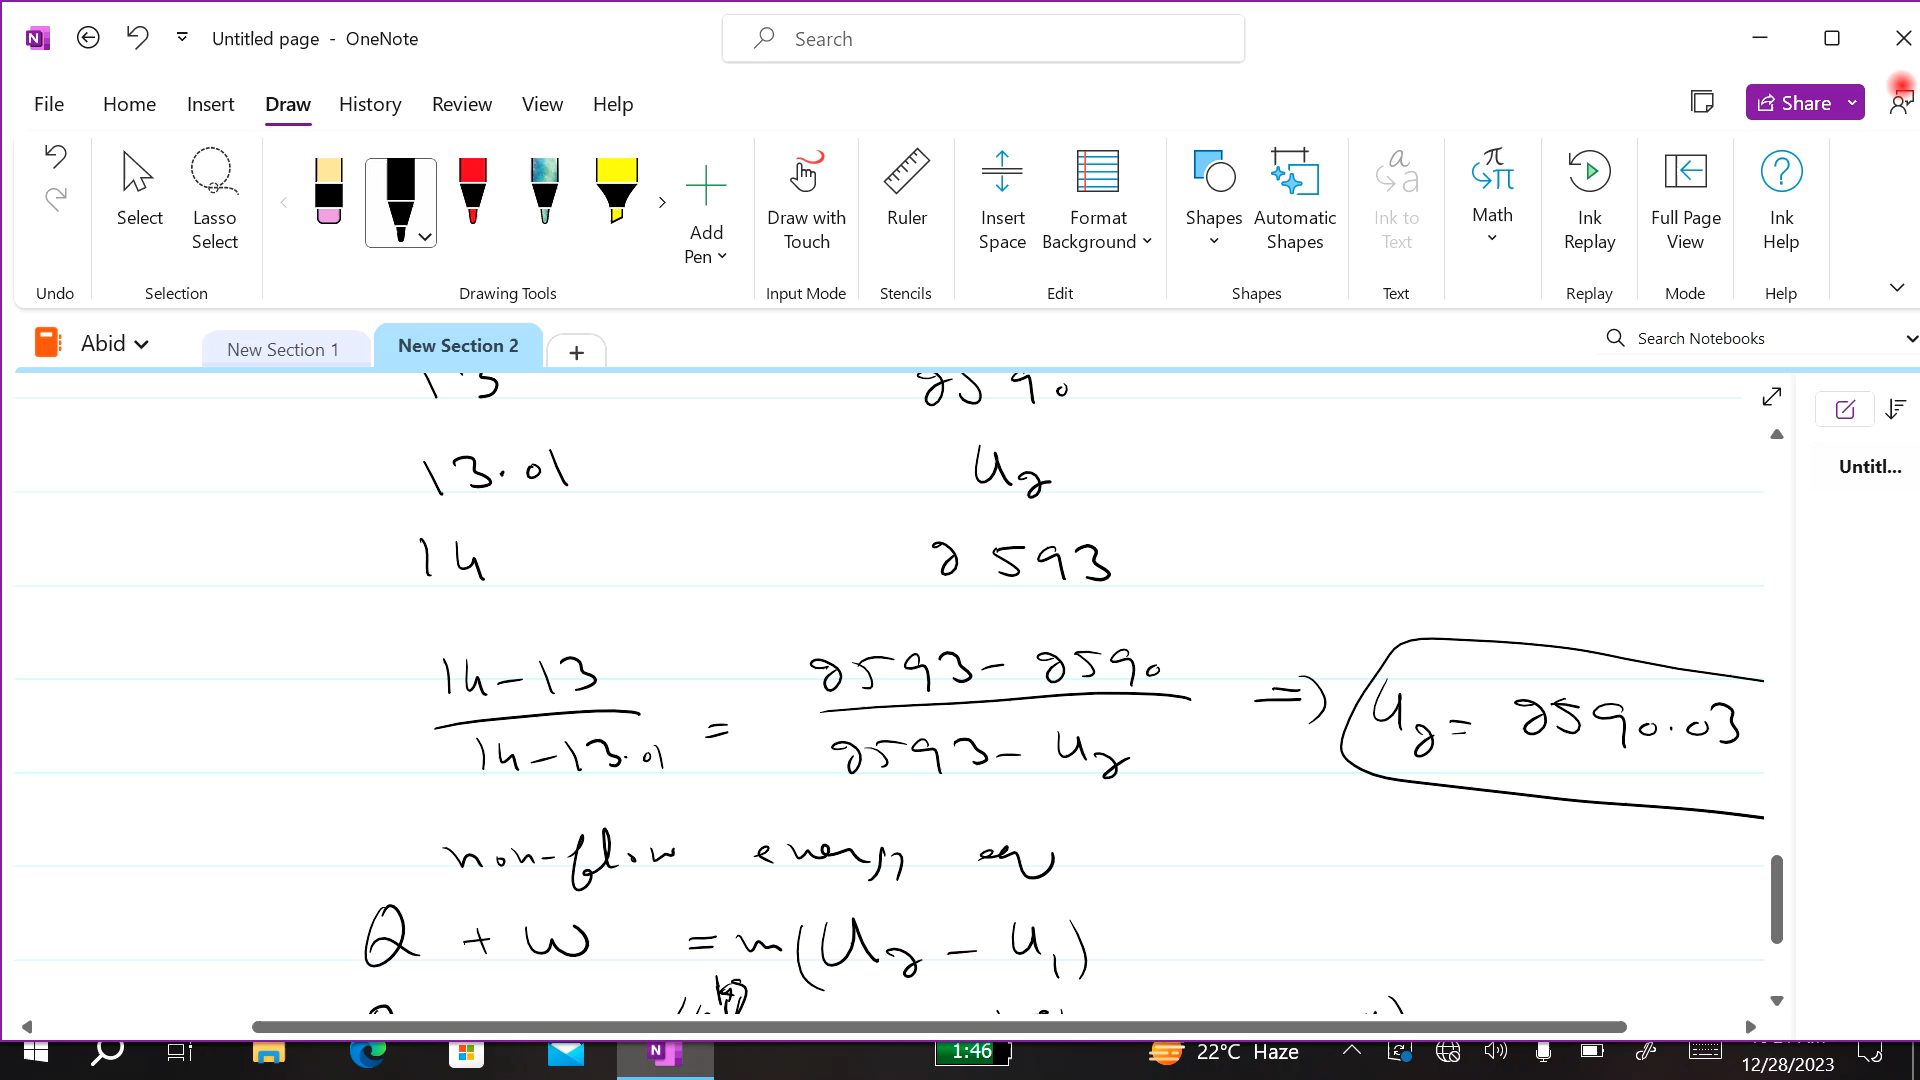 Untitled page - OneNote
Search
File Home Insert Draw History Review View Help
Share
Select
Lasso Select
Add Pen
Draw with Touch
Ruler
Insert Space
Format Background
Shapes
Automatic Shapes
Ink to Text
Math
Ink Replay
Full Page View
Ink Help
Undo Selection Drawing Tools Input Mode Stencils Edit Shapes Text Replay Mode Help
Abid New Section 1 New Section 2 +
Search Notebooks
Untitl...
13 2590
13.01 u2
14 2593
(14-13)/(14-13.01) = (2593-2590)/(2593-u2) => u2 = 2590.03
non-flow energy eq
Q + W = m(u2 - u1)
1:46
22°C Haze
12/28/2023